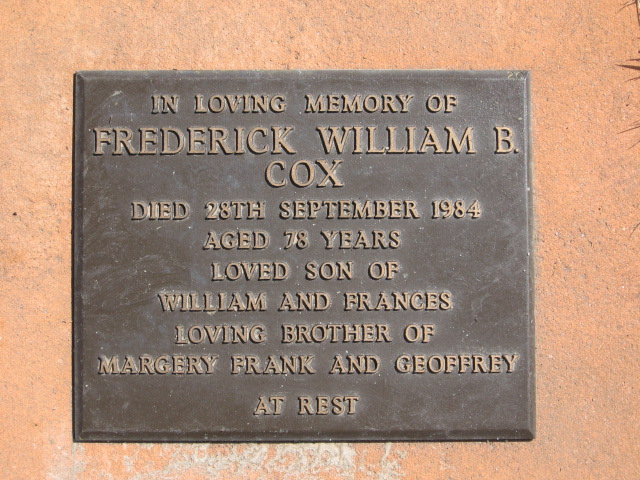 IN LOVING MEMORY OF
FREDERICK WILLIAM B.
COX
DIED 28TH SEPTEMBER 1984
AGED 78 YEARS
LOVED SON OF
WILLIAM AND FRANCES
LOVING BROTHER OF
MARGERY FRANK AND GEOFFREY
AT REST